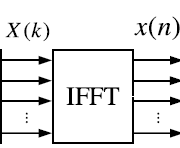 X(k)
x(n)
IFFT
⋮
⋮